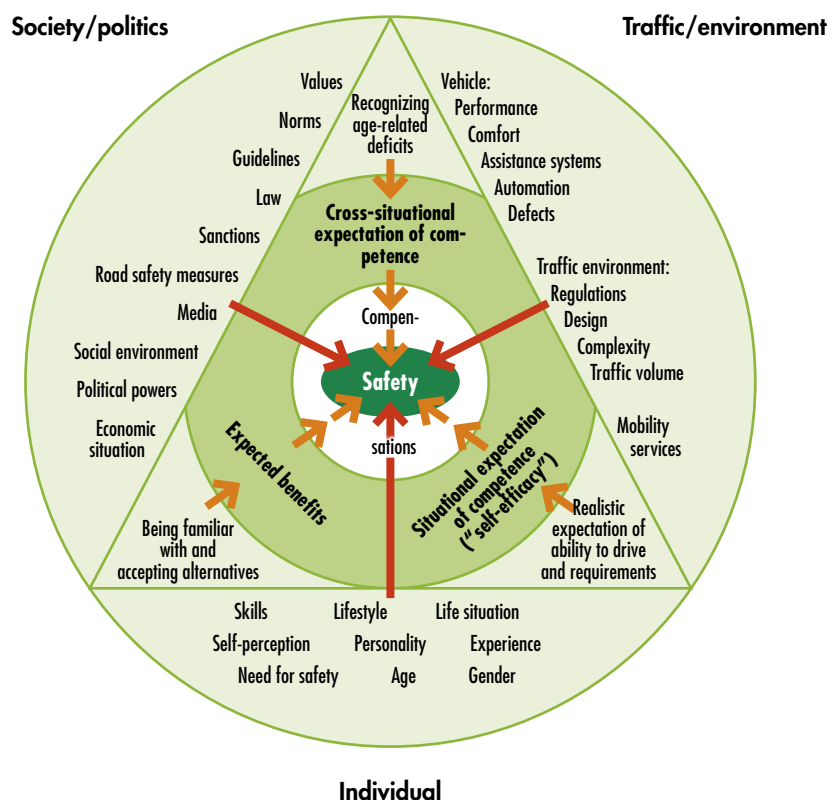 Society/politics
Traffic/environment
Values
Norms
Guidelines
Law
Sanctions
Road safety measures
Media
Social environment
Political powers
Economic
situation
Recognizing
age-related
deficits
Vehicle:
Performance
Comfort
Assistance systems
Automation
Defects
Traffic environment:
Regulations
Design
Complexity
Traffic volume
Mobility
services
Cross-situational
expectation of com-
petence
Compen-
Safety
sations
Expected benefits
Situational expectation
of competence
("self-efficacy")
Being familiar
with and
accepting alternatives
Realistic
expectation of
ability to drive
and requirements
Skills
Lifestyle
Life situation
Self-perception
Personality
Experience
Need for safety
Age
Gender
Individual